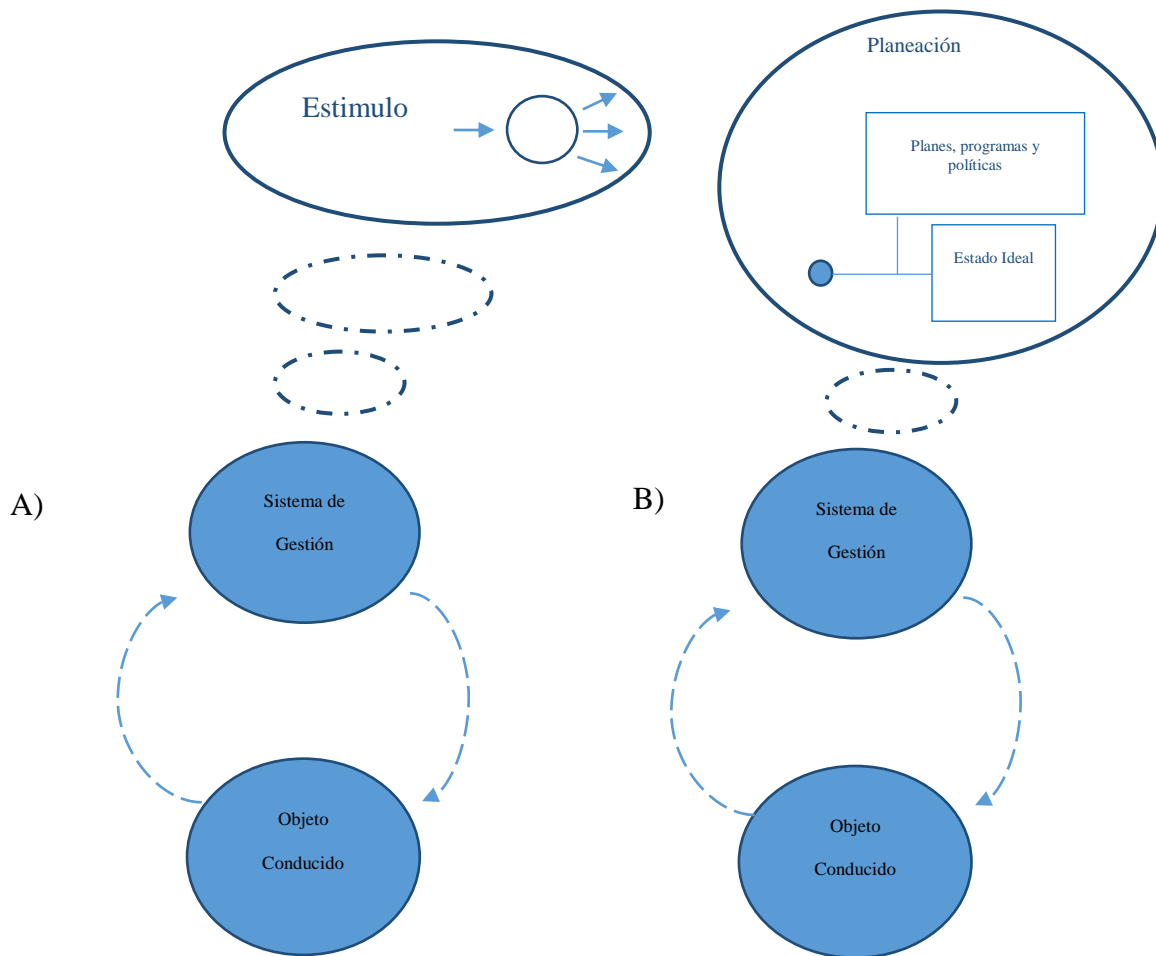 Planeación
Estimulo
Planes, programas y
políticas
Estado Ideal
A)
Sistema de
Gestión
B)
Sistema de
Gestión
Objeto
Conducido
Objeto
Conducido